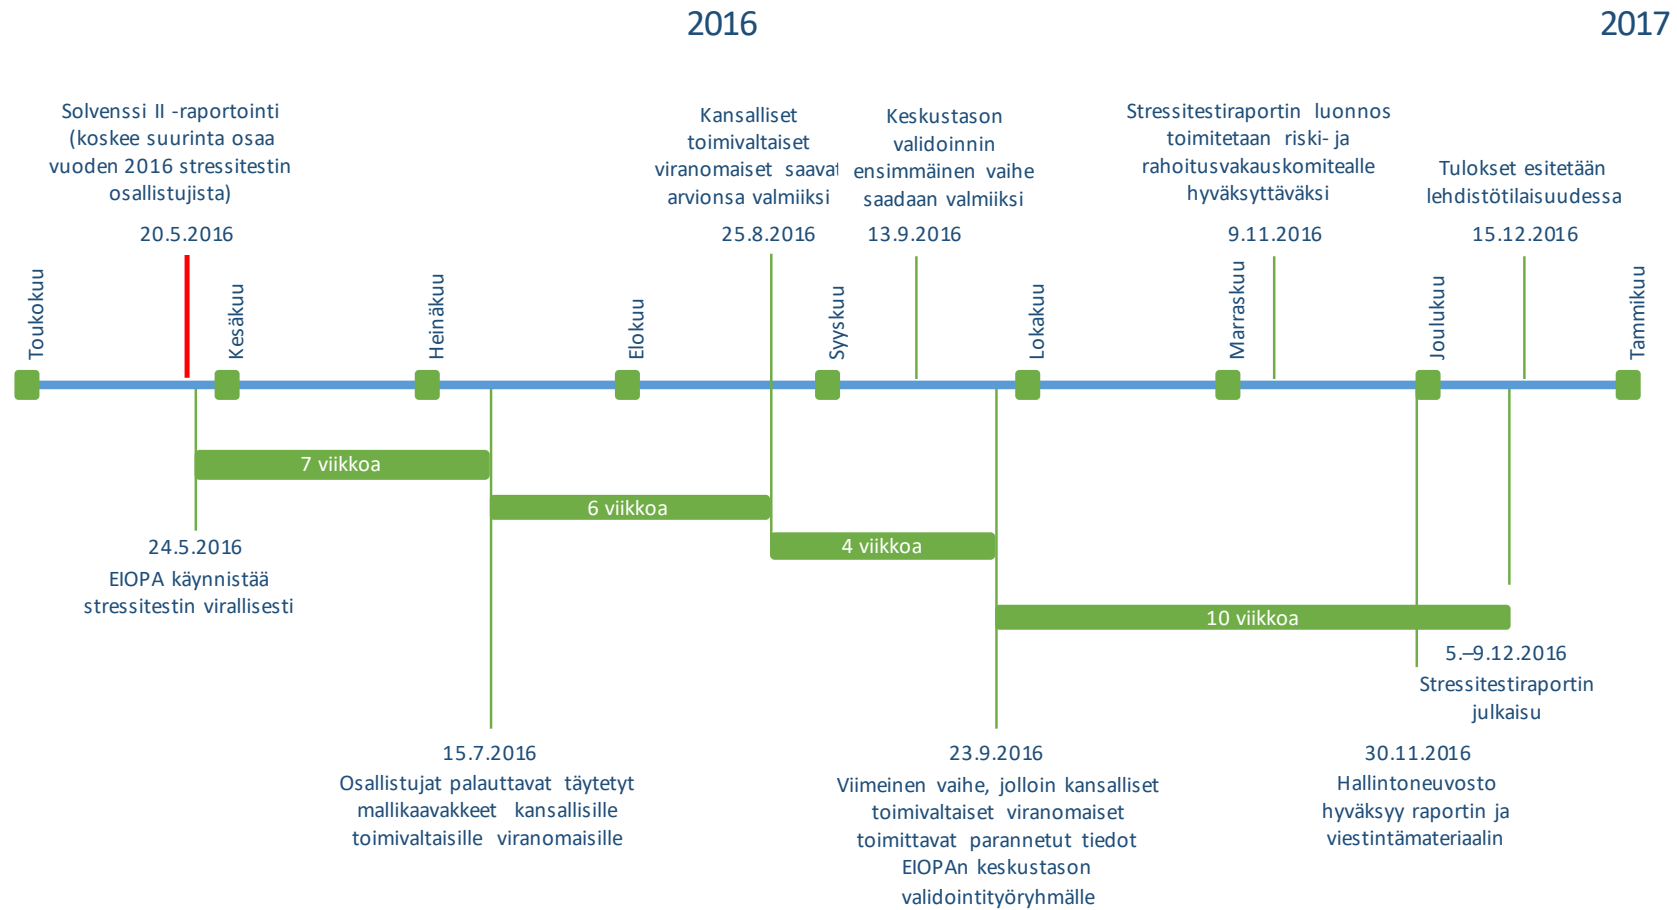 2016
2017
Solvenssi II -raportointi
(koskee suurinta osaa
vuoden 2016 stressitestin
osallistujista)
20.5.2016
Kansalliset
toimivaltaiset
viranomaiset saavat
arvionsa valmiiksi
25.8.2016
Keskustason
validoinnin
ensimmäinen vaihe
saadaan valmiiksi
13.9.2016
Stressitestiraportin luonnos
toimitetaan riski- ja
rahoitusvakauskomitealle
hyväksyttäväksi
9.11.2016
Tulokset esitetään
lehdistötilaisuudessa
15.12.2016
Toukokuu
Kesäkuu
Heinäkuu
Elokuu
Syyskuu
Lokakuu
Marraskuu
Joulukuu
Tammikuu
7 viikkoa
6 viikkoa
4 viikkoa
10 viikkoa
24.5.2016
EIOPA käynnistää
stressitestin virallisesti
5.–9.12.2016
Stressitestiraportin
julkaisu
15.7.2016
Osallistujat palauttavat täytetyt
mallikaavakkeet kansallisille
toimivaltaisille viranomaisille
23.9.2016
Viimeinen vaihe, jolloin kansalliset
toimivaltaiset viranomaiset
toimittavat parannetut tiedot
EIOPAn keskustason
validointityöryhmälle
30.11.2016
Hallintoneuvosto
hyväksyy raportin ja
viestintämateriaalin